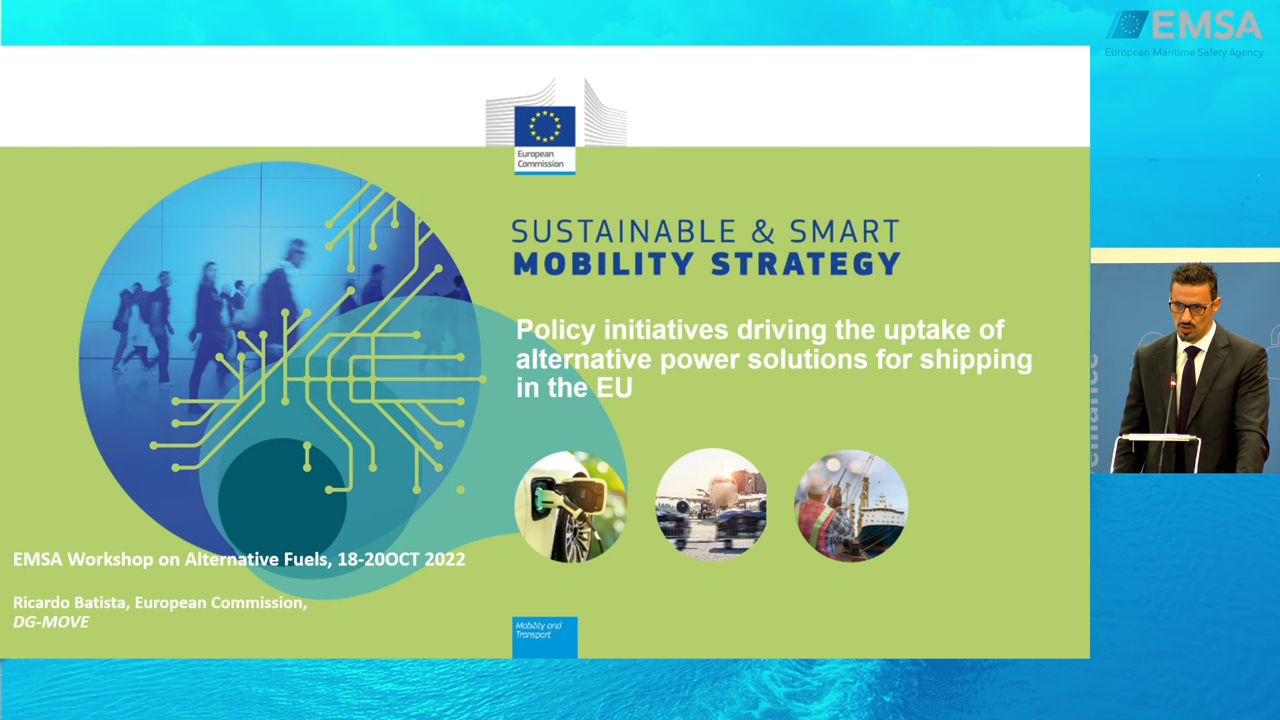 EMSA
European Maritime Safety Agency
European
Commission
SUSTAINABLE & SMART
MOBILITY STRATEGY
Policy initiatives driving the uptake of
alternative power solutions for shipping
in the EU
EMSA Workshop on Alternative Fuels, 18-20OCT 2022
Ricardo Batista, European Commission,
DG-MOVE
Mobility and
Transport